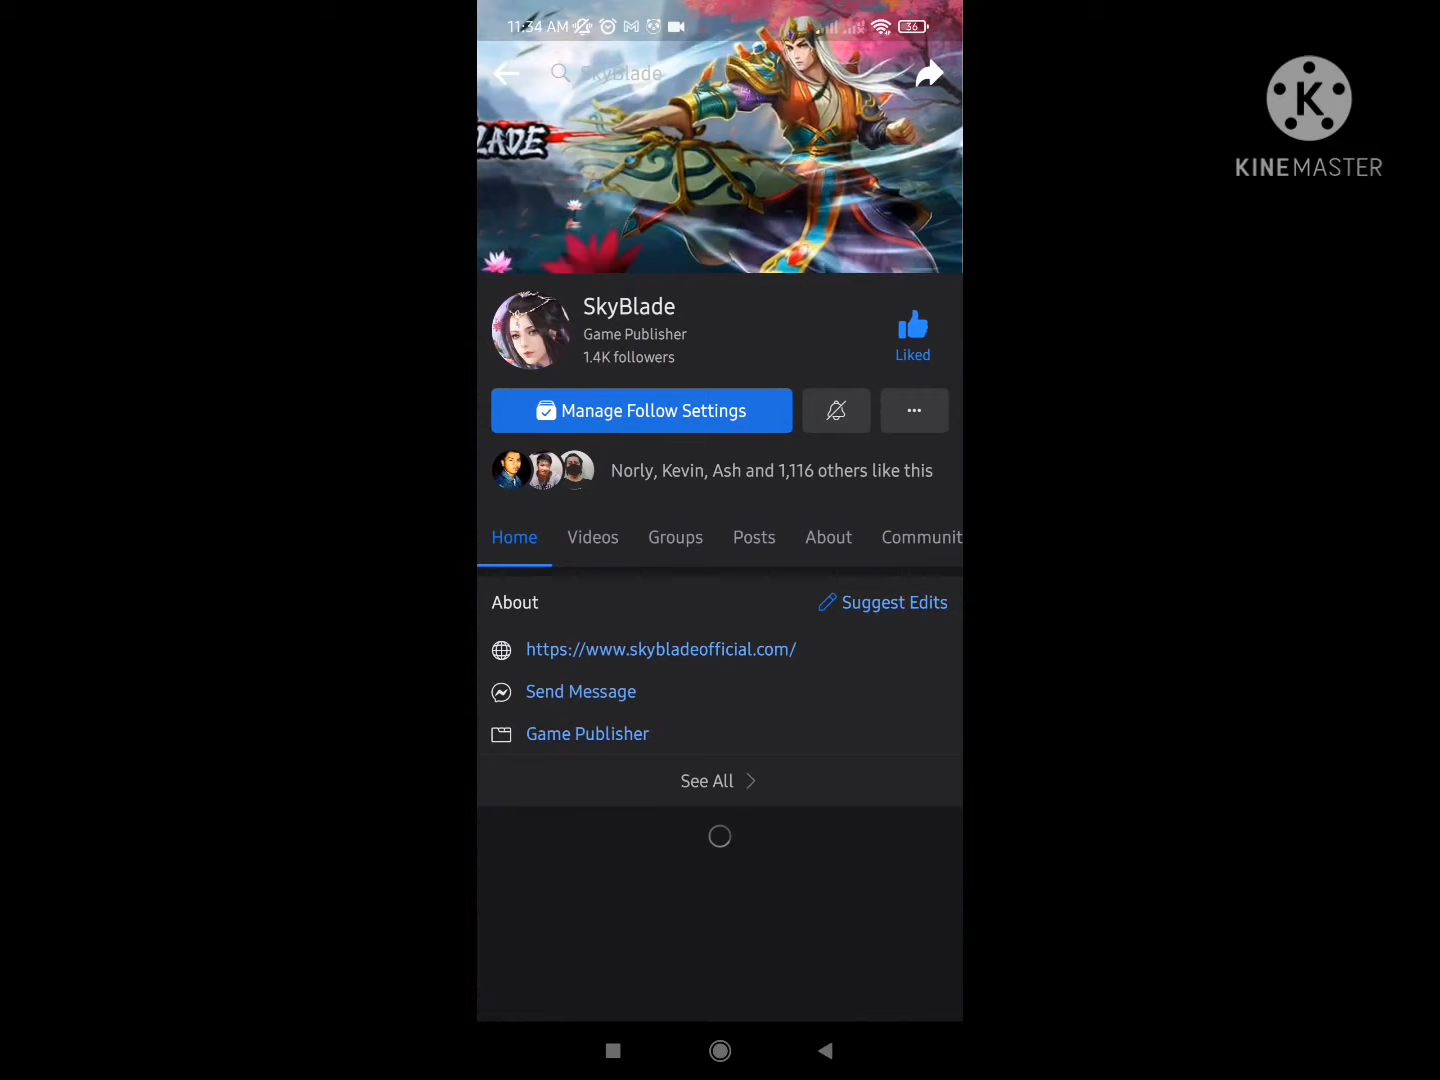 11:34 AM
36
SkyBlade
LADE
KINEMASTER
SkyBlade
Game Publisher
1.4K followers
Liked
Manage Follow Settings
Norly, Kevin, Ash and 1,116 others like this
Home Videos Groups Posts About Communit
About
Suggest Edits
https://www.skybladeofficial.com/
Send Message
Game Publisher
See All